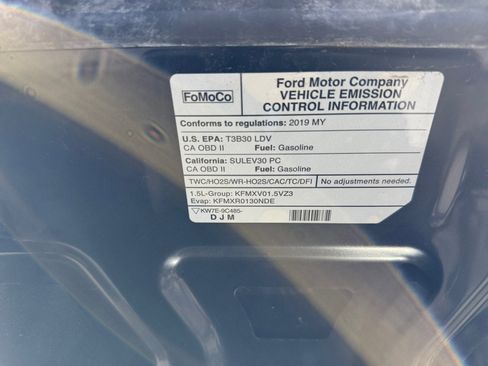 FoMoCo
Ford Motor Company
VEHICLE EMISSION
CONTROL INFORMATION
Conforms to regulations: 2019 MY
U.S. EPA: T3B30 LDV
CA OBD II Fuel: Gasoline
California: SULEV30 PC
CA OBD II Fuel: Gasoline
TWC/HO2S/WR-HO2S/CAC/TC/DFI No adjustments needed.
1.5L-Group: KFMXV01.5VZ3
Evap: KFMXR0130NDE
KW7E-9C485-
DJM